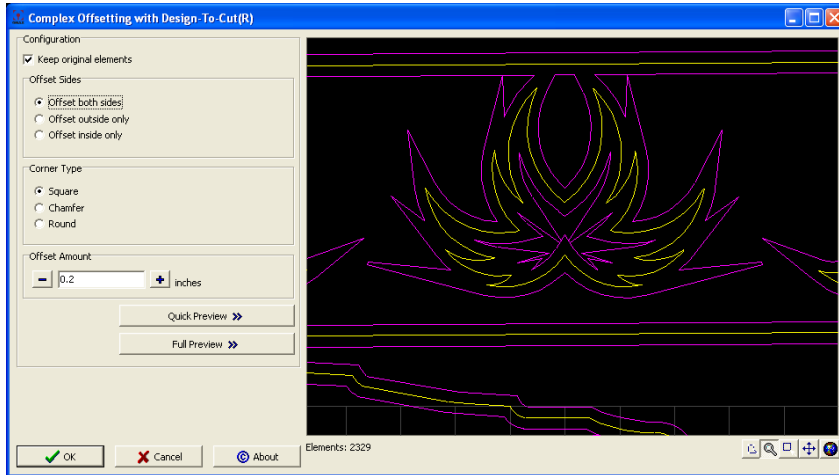 Complex Offsetting with Design-To-Cut(R)
Configuration
Keep original elements
Offset Sides
Offset both sides
Offset outside only
Offset inside only
Corner Type
Square
Chamfer
Round
Offset Amount
0.2
inches
Quick Preview
Full Preview
OK
Cancel
About
Elements: 2329